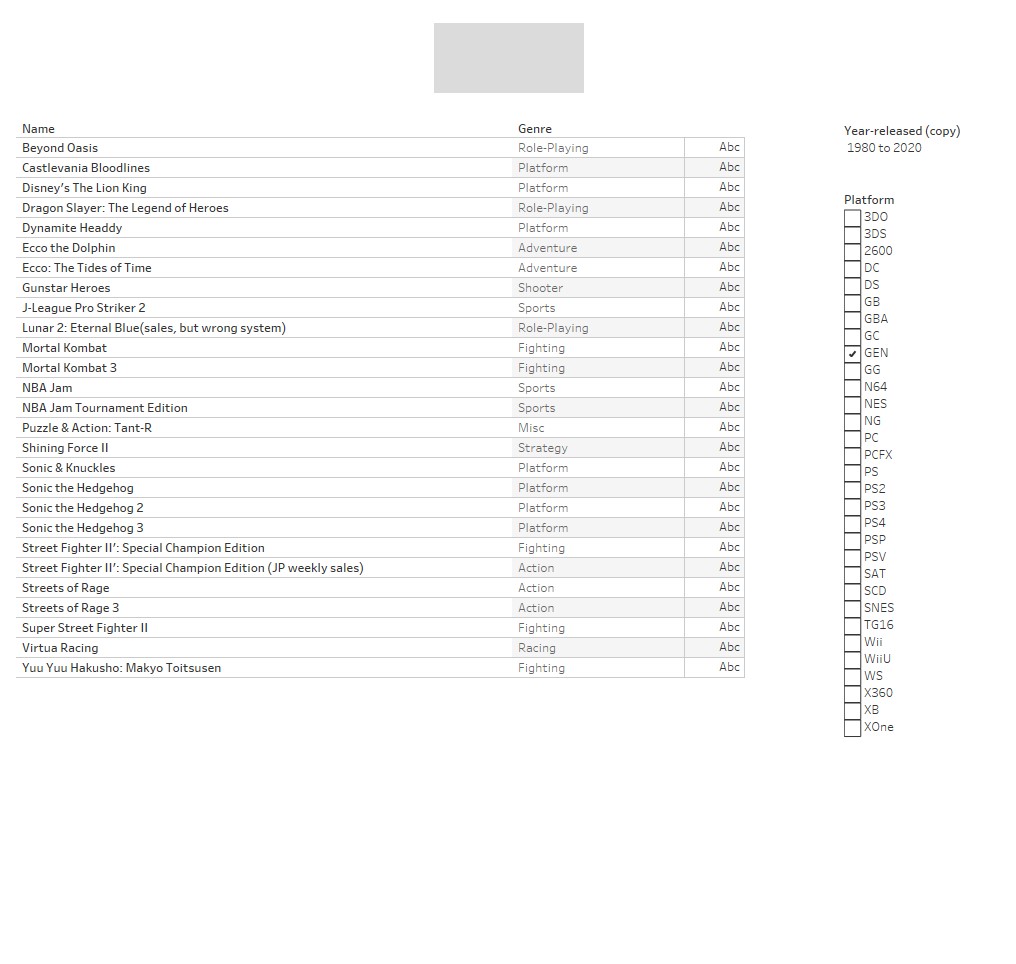 Name Genre
Beyond Oasis Role-Playing Abc
Castlevania Bloodlines Platform Abc
Disney's The Lion King Platform Abc
Dragon Slayer: The Legend of Heroes Role-Playing Abc
Dynamite Headdy Platform Abc
Ecco the Dolphin Adventure Abc
Ecco: The Tides of Time Adventure Abc
Gunstar Heroes Shooter Abc
J-League Pro Striker 2 Sports Abc
Lunar 2: Eternal Blue(sales, but wrong system) Role-Playing Abc
Mortal Kombat Fighting Abc
Mortal Kombat 3 Fighting Abc
NBA Jam Sports Abc
NBA Jam Tournament Edition Sports Abc
Puzzle & Action: Tant-R Misc Abc
Shining Force II Strategy Abc
Sonic & Knuckles Platform Abc
Sonic the Hedgehog Platform Abc
Sonic the Hedgehog 2 Platform Abc
Sonic the Hedgehog 3 Platform Abc
Street Fighter II': Special Champion Edition Fighting Abc
Street Fighter II': Special Champion Edition (JP weekly sales) Action Abc
Streets of Rage Action Abc
Streets of Rage 3 Action Abc
Super Street Fighter II Fighting Abc
Virtua Racing Racing Abc
Yuu Yuu Hakusho: Makyo Toitsusen Fighting Abc
Year-released (copy)
1980 to 2020
Platform
3DO
3DS
2600
DC
DS
GB
GBA
GC
GEN
GG
N64
NES
NG
PC
PCFX
PS
PS2
PS3
PS4
PSP
PSV
SAT
SCD
SNES
TG16
Wii
WiiU
WS
X360
XB
XOne